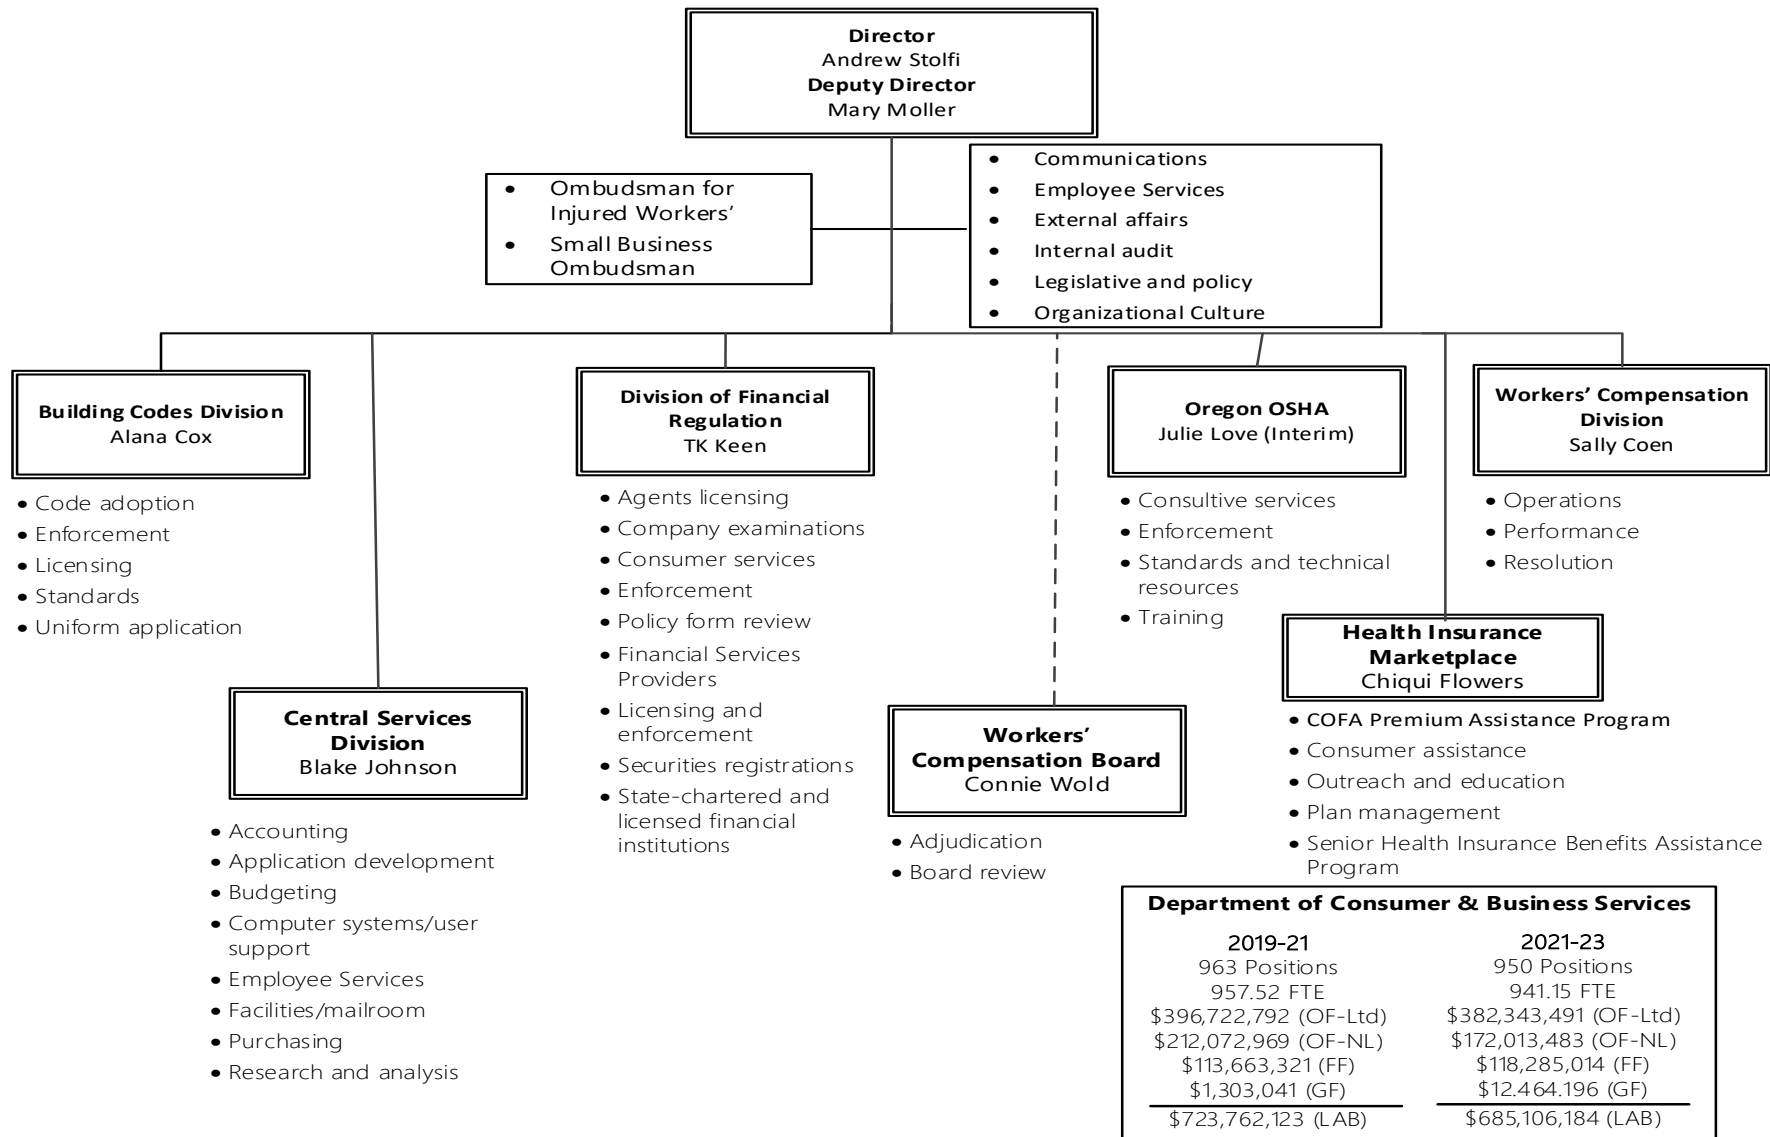 Director
Andrew Stolfi
Deputy Director
Mary Moller
• Ombudsman for
Injured Workers’
• Small Business
Ombudsman
• Communications
• Employee Services
• External affairs
• Internal audit
• Legislative and policy
• Organizational Culture
Building Codes Division
Alana Cox
• Code adoption
• Enforcement
• Licensing
• Standards
• Uniform application
Central Services
Division
Blake Johnson
• Accounting
• Application development
• Budgeting
• Computer systems/user
support
• Employee Services
• Facilities/mailroom
• Purchasing
• Research and analysis
Division of Financial
Regulation
TK Keen
• Agents licensing
• Company examinations
• Consumer services
• Enforcement
• Policy form review
• Financial Services
Providers
• Licensing and
enforcement
• Securities registrations
• State-chartered and
licensed financial
institutions
Workers’
Compensation Board
Connie Wold
• Adjudication
• Board review
Oregon OSHA
Julie Love (Interim)
• Consultive services
• Enforcement
• Standards and technical
resources
• Training
Workers’ Compensation
Division
Sally Coen
• Operations
• Performance
• Resolution
Health Insurance
Marketplace
Chiqui Flowers
• COFA Premium Assistance Program
• Consumer assistance
• Outreach and education
• Plan management
• Senior Health Insurance Benefits Assistance
Program
Department of Consumer & Business Services
2019-21
963 Positions
957.52 FTE
$396,722,792 (OF-Ltd)
$212,072,969 (OF-NL)
$113,663,321 (FF)
$1,303,041 (GF)
$723,762,123 (LAB)
2021-23
950 Positions
941.15 FTE
$382,343,491 (OF-Ltd)
$172,013,483 (OF-NL)
$118,285,014 (FF)
$12.464.196 (GF)
$685,106,184 (LAB)